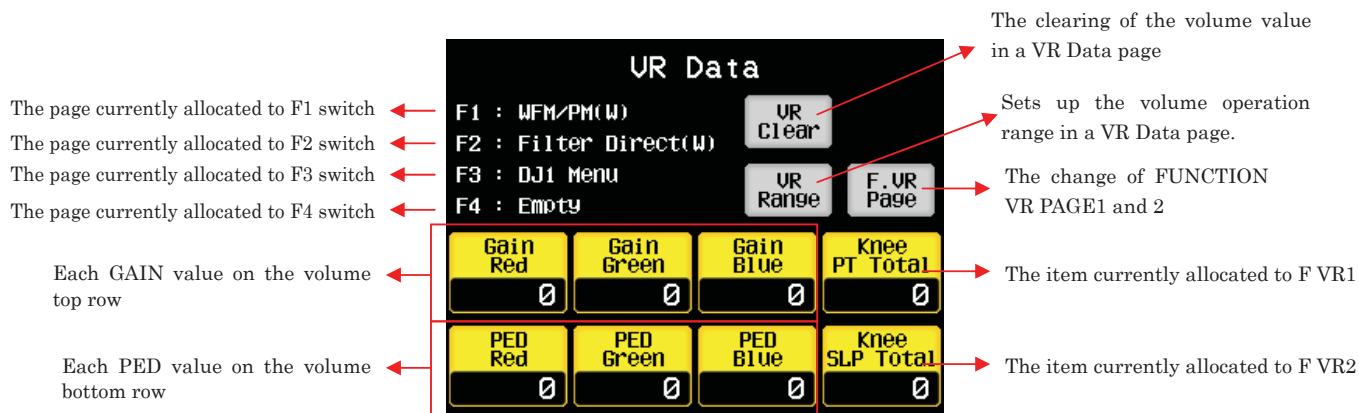 The clearing of the volume value
in a VR Data page
VR Data
The page currently allocated to F1 switch
F1 : WFM/PM(W)
VR
Clear
Sets up the volume operation
range in a VR Data page.
The page currently allocated to F2 switch
F2 : Filter Direct(W)
The page currently allocated to F3 switch
F3 : DJ1 Menu
VR
Range
F.VR
Page
The change of FUNCTION
VR PAGE1 and 2
The page currently allocated to F4 switch
F4 : Empty
Each GAIN value on the volume
top row
Gain
Red
0
Gain
Green
0
Gain
Blue
0
Knee
PT Total
0
The item currently allocated to F VR1
Each PED value on the volume
bottom row
PED
Red
0
PED
Green
0
PED
Blue
0
Knee
SLP Total
0
The item currently allocated to F VR2